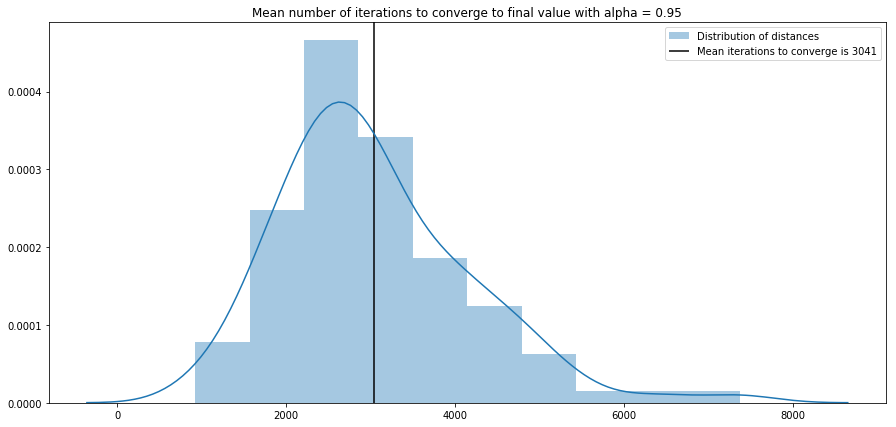 Mean number of iterations to converge to final value with alpha = 0.95
Distribution of distances
Mean iterations to converge is 3041
0.0004
0.0003
0.0002
0.0001
0.0000
0 2000 4000 6000 8000